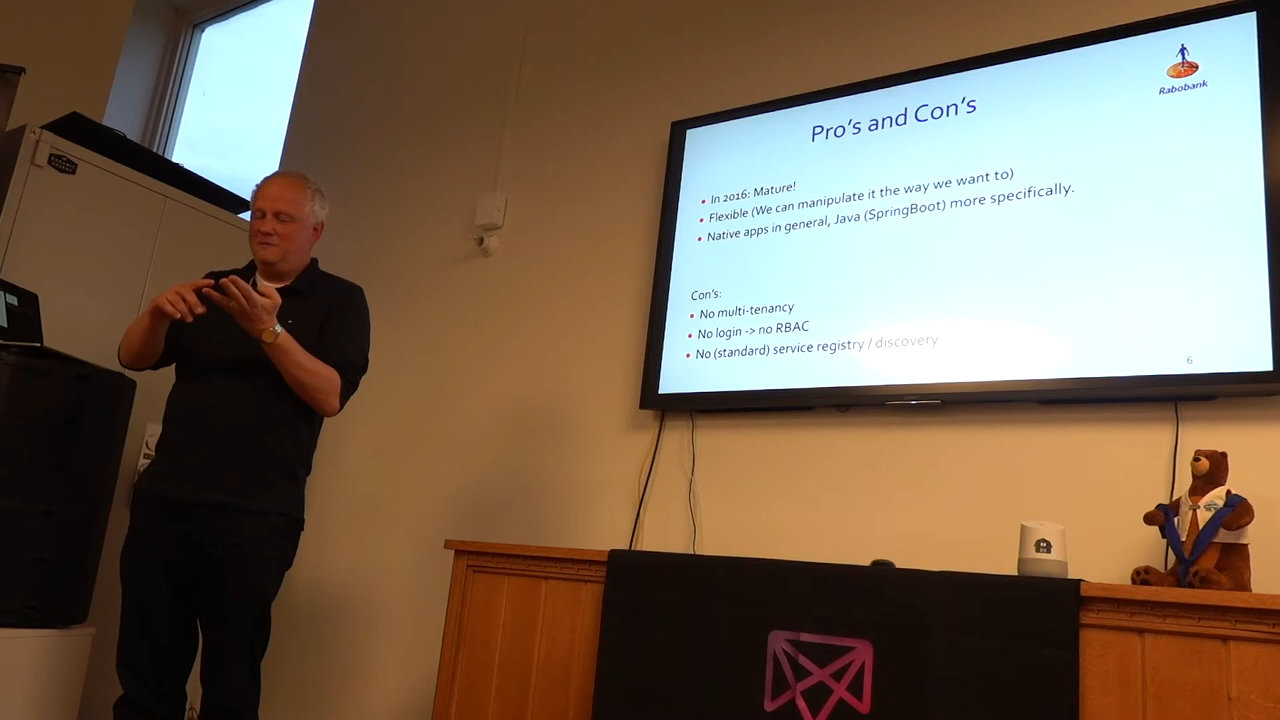 Rabobank
Pro's and Con's
In 2016: Mature!
Flexible (We can manipulate it the way we want to)
Native apps in general, Java (SpringBoot) more specifically.
Con's:
No multi-tenancy
No login -> no RBAC
No (standard) service registry / discovery
6